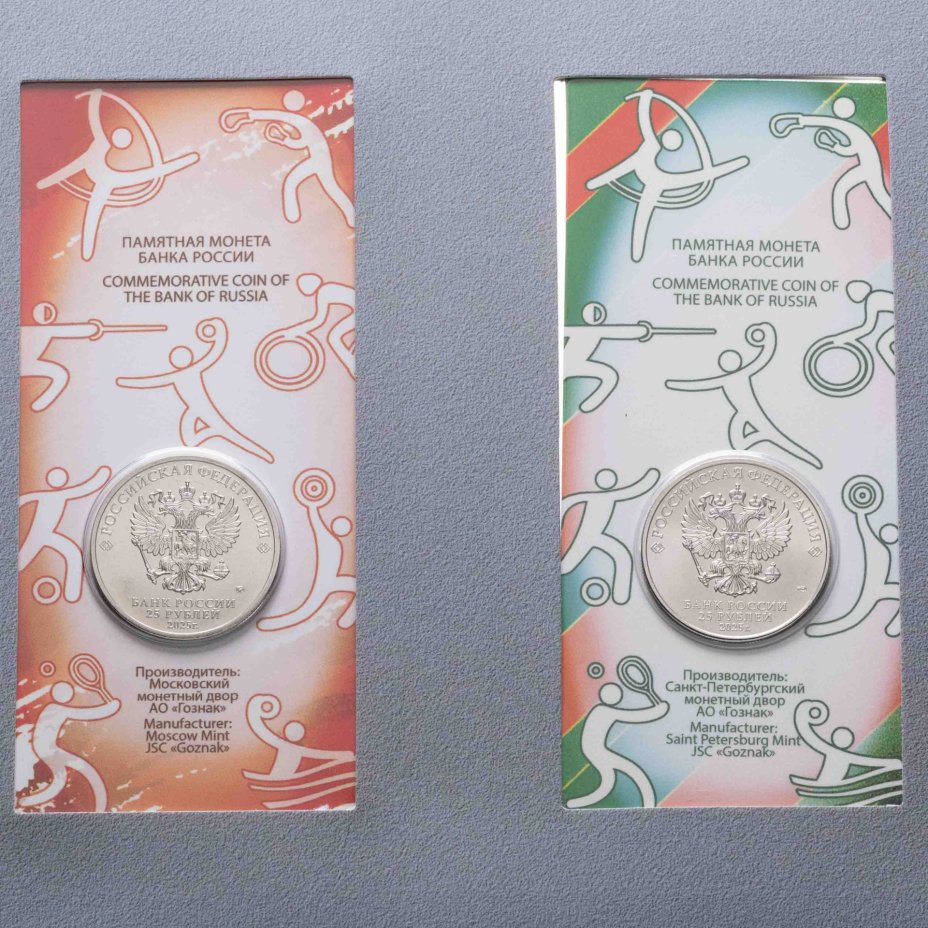 ПАМЯТНАЯ МОНЕТА
БАНКА РОССИИ
COMMEMORATIVE COIN OF
THE BANK OF RUSSIA
РОССИЙСКАЯ ФЕДЕРАЦИЯ
БАНК РОССИИ
25 РУБЛЕЙ
2025г.
Производитель:
Московский
монетный двор
АО «Гознак»
Manufacturer:
Moscow Mint
JSC «Goznak»
ПАМЯТНАЯ МОНЕТА
БАНКА РОССИИ
COMMEMORATIVE COIN OF
THE BANK OF RUSSIA
РОССИЙСКАЯ ФЕДЕРАЦИЯ
БАНК РОССИИ
25 РУБЛЕЙ
2025г.
Производитель:
Санкт-Петербургский
монетный двор
АО «Гознак»
Manufacturer:
Saint Petersburg Mint
JSC «Goznak»